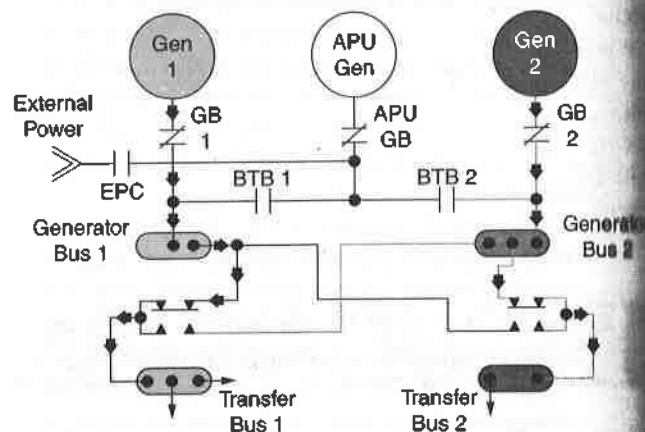 Gen 1
APU Gen
Gen 2
External Power
GB 1
APU GB
GB 2
EPC
BTB 1
BTB 2
Generator Bus 1
Bus 2
Transfer Bus 1
Transfer Bus 2